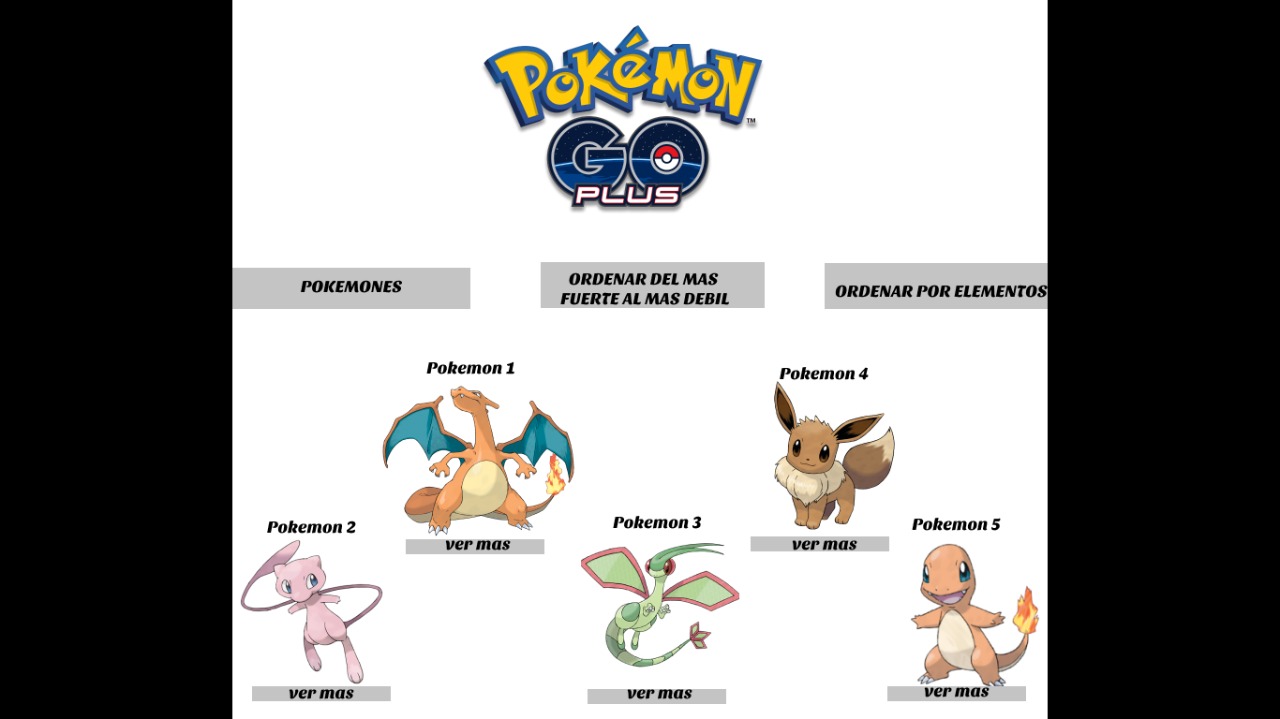 POKéMON
™
GO
PLUS
POKEMONES
ORDENAR DEL MAS
FUERTE AL MAS DEBIL
ORDENAR POR ELEMENTOS
Pokemon 1
Pokemon 4
ver mas
ver mas
Pokemon 2
Pokemon 3
Pokemon 5
ver mas
ver mas
ver mas